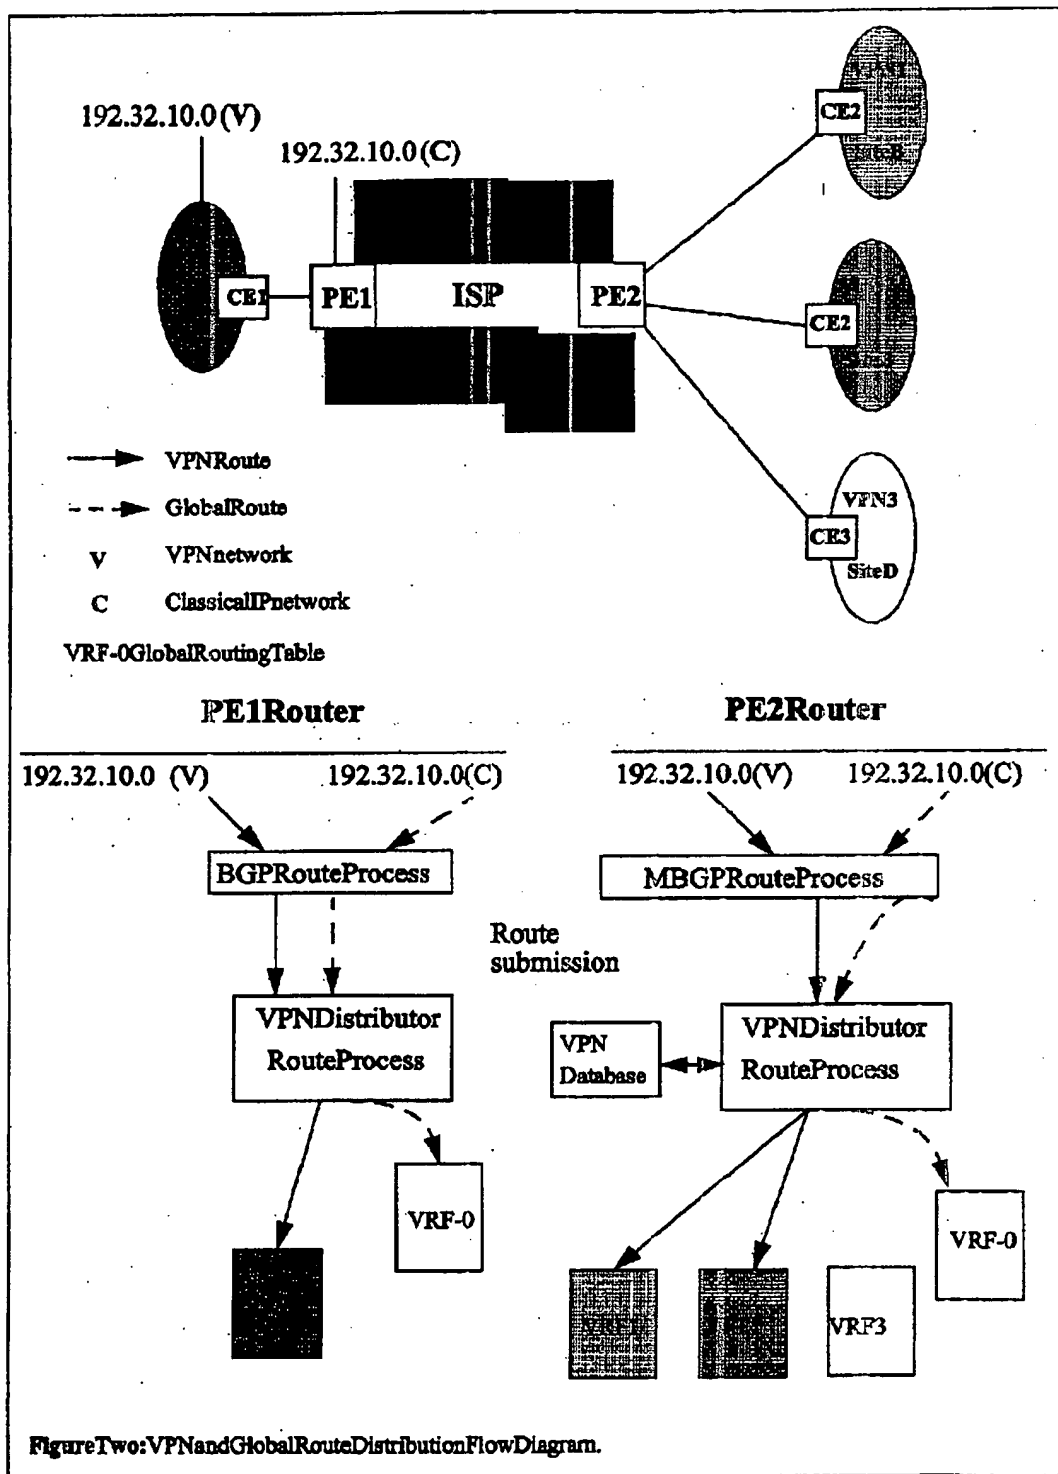 192.32.10.0(V)
192.32.10.0(C)
CE2
SiteB
CE1
PE1
ISP
PE2
CE2
VPNRoute
GlobalRoute
V VPNnetwork
C ClassicalIPnetwork
VRF-0GlobalRoutingTable
VPN3
CE3
SiteD
PE1Router
PE2Router
192.32.10.0 (V)
192.32.10.0(C)
192.32.10.0(V)
192.32.10.0(C)
BGPRouteProcess
MBGPRouteProcess
Route
submission
VPNDistributor
RouteProcess
VPN
Database
VPNDistributor
RouteProcess
VRF-0
VRF-0
VRF3
FigureTwo:VPNandGlobalRouteDistributionFlowDiagram.